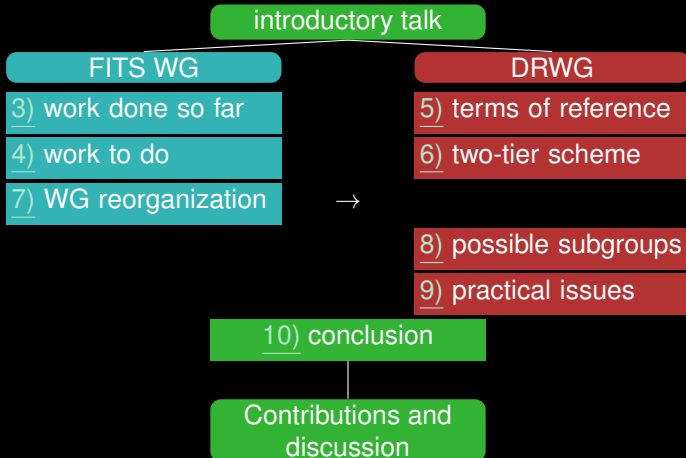 introductory talk
FITS WG
3) work done so far
4) work to do
7) WG reorganization
→
DRWG
5) terms of reference
6) two-tier scheme
8) possible subgroups
9) practical issues
10) conclusion
Contributions and
discussion